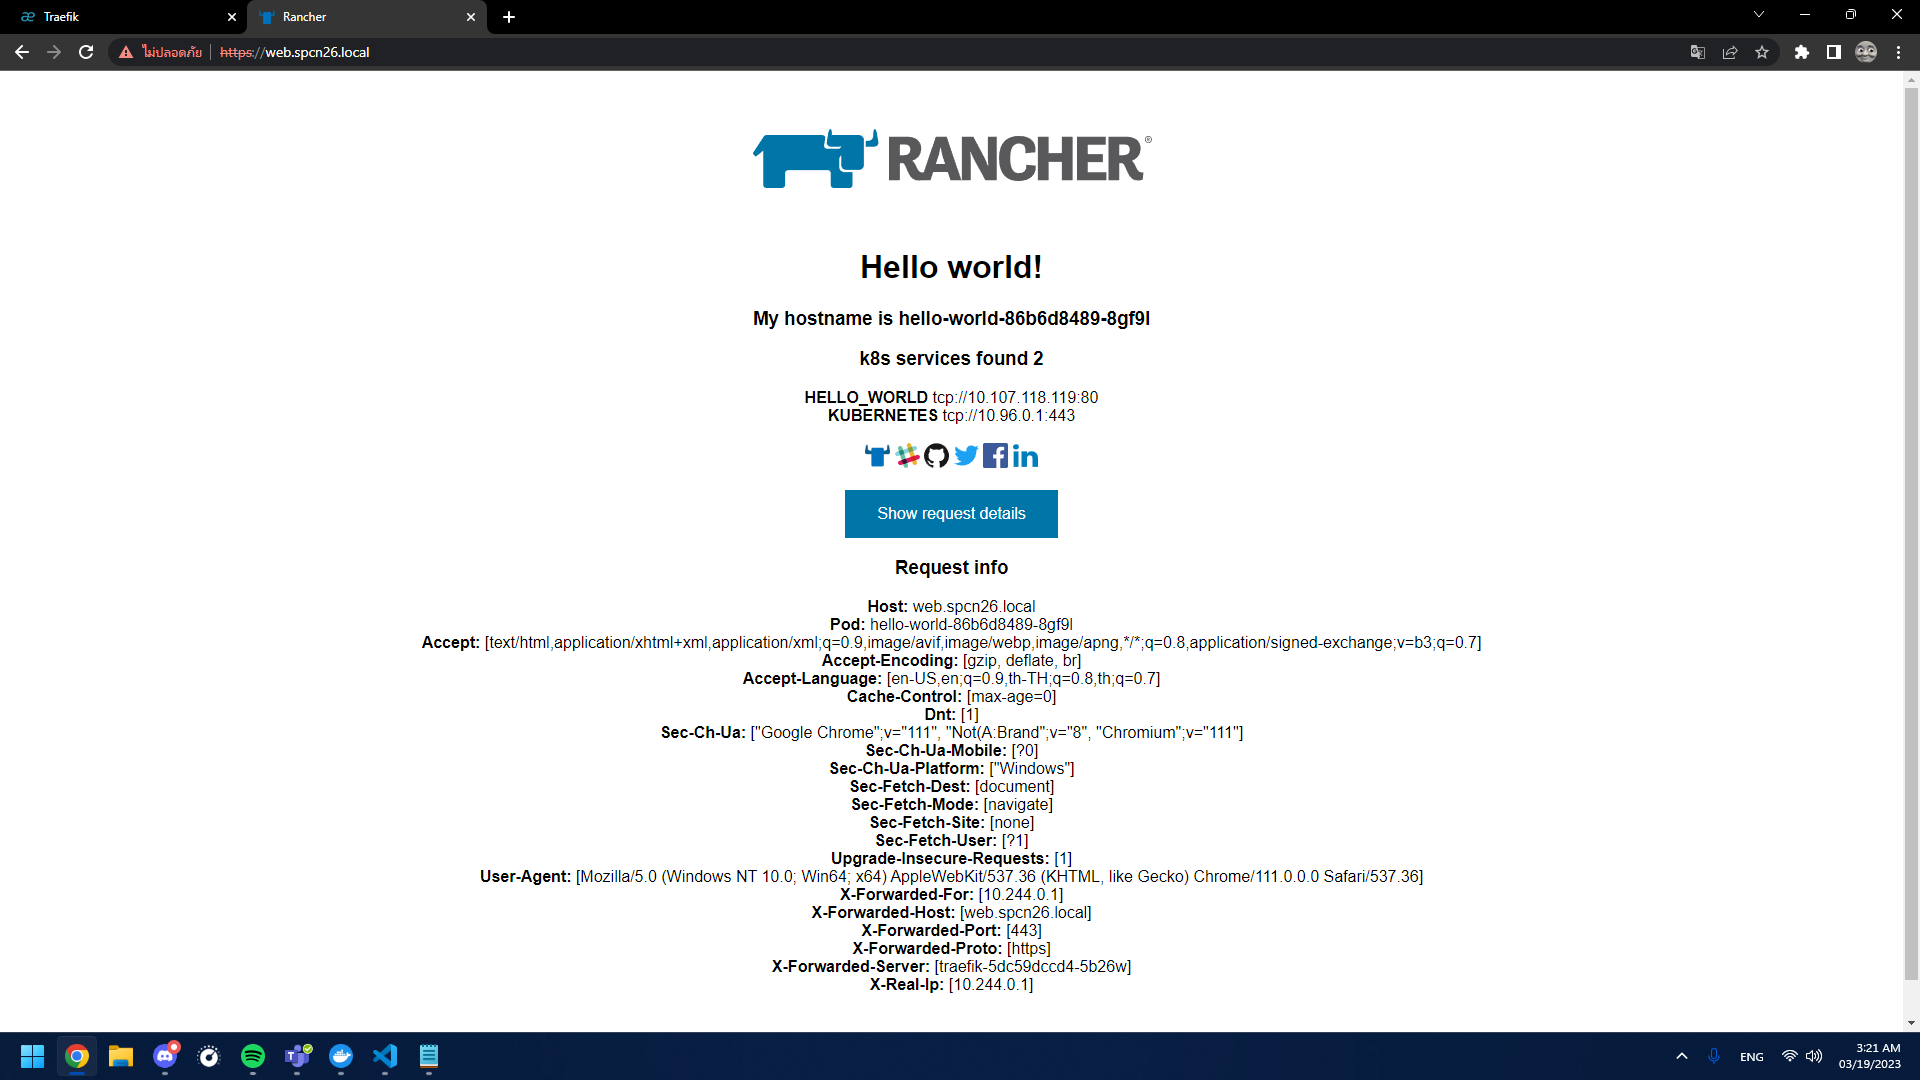 Traefik
Rancher
ไม่ปลอดภัย
https://web.spcn26.local
RANCHER®
Hello world!
My hostname is hello-world-86b6d8489-8gf9l
k8s services found 2
HELLO_WORLD tcp://10.107.118.119:80
KUBERNETES tcp://10.96.0.1:443
Show request details
Request info
Host: web.spcn26.local
Pod: hello-world-86b6d8489-8gf9l
Accept: [text/html,application/xhtml+xml,application/xml;q=0.9,image/avif,image/webp,image/apng,*/*;q=0.8,application/signed-exchange;v=b3;q=0.7]
Accept-Encoding: [gzip, deflate, br]
Accept-Language: [en-US,en;q=0.9,th-TH;q=0.8,th;q=0.7]
Cache-Control: [max-age=0]
Dnt: [1]
Sec-Ch-Ua: ["Google Chrome";v="111", "Not(A:Brand";v="8", "Chromium";v="111"]
Sec-Ch-Ua-Mobile: [?0]
Sec-Ch-Ua-Platform: ["Windows"]
Sec-Fetch-Dest: [document]
Sec-Fetch-Mode: [navigate]
Sec-Fetch-Site: [none]
Sec-Fetch-User: [?1]
Upgrade-Insecure-Requests: [1]
User-Agent: [Mozilla/5.0 (Windows NT 10.0; Win64; x64) AppleWebKit/537.36 (KHTML, like Gecko) Chrome/111.0.0.0 Safari/537.36]
X-Forwarded-For: [10.244.0.1]
X-Forwarded-Host: [web.spcn26.local]
X-Forwarded-Port: [443]
X-Forwarded-Proto: [https]
X-Forwarded-Server: [traefik-5dc59dccd4-5b26w]
X-Real-Ip: [10.244.0.1]
ENG
3:21 AM
03/19/2023